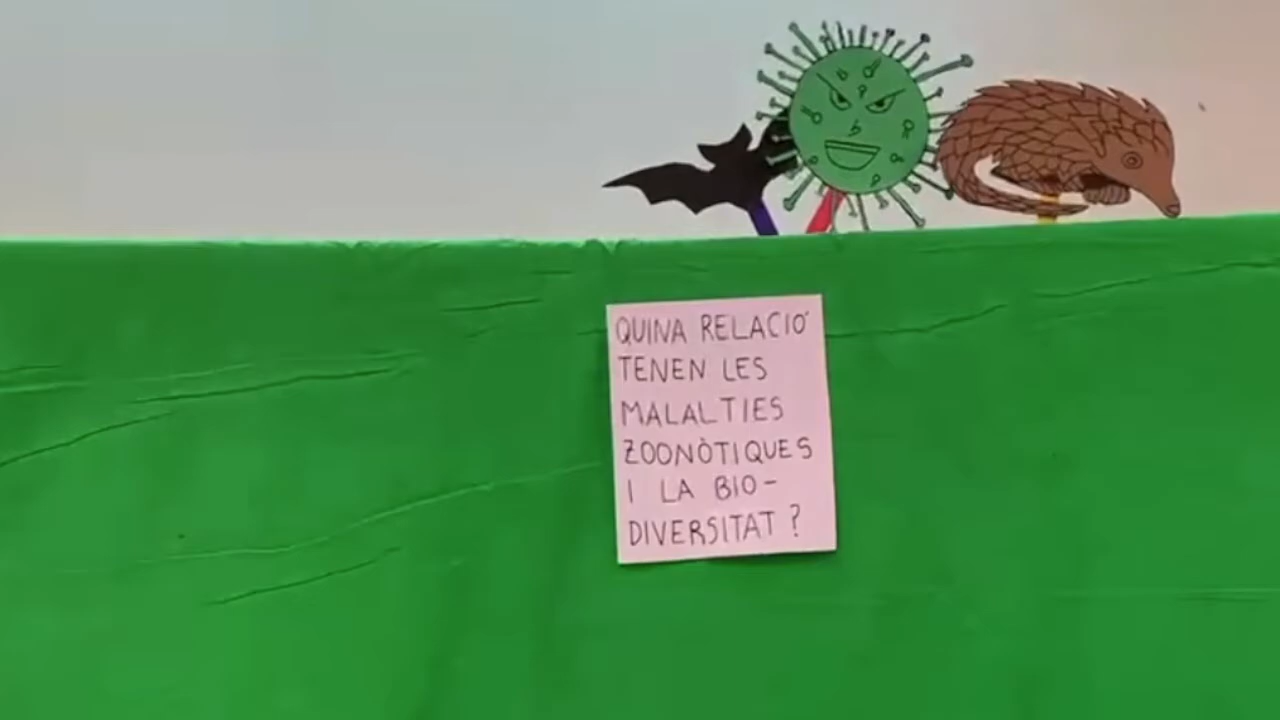 QUINA RELACIÓ
TENEN LES
MALALTIES
ZOONÒTIQUES
I LA BIO-
DIVERSITAT?